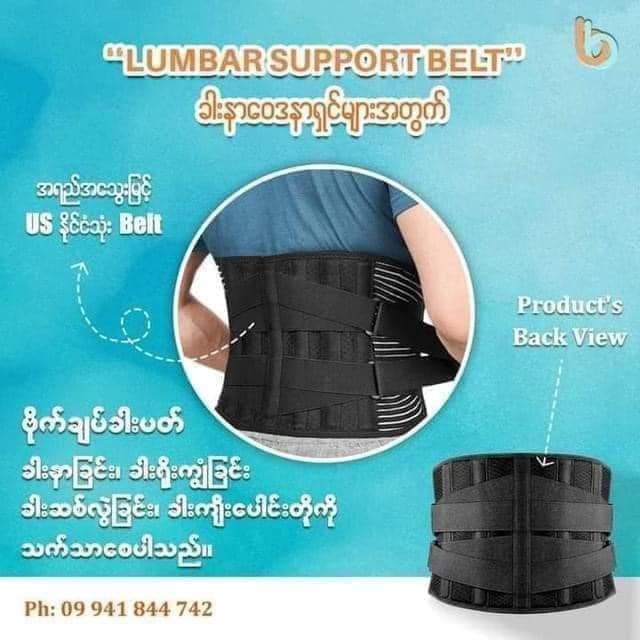 “LUMBAR SUPPORT BELT”
ခါးနာဝေဒနာရှင်များအတွက်
အရည်အသွေးမြင့်
US နိုင်ငံသုံး Belt
Product's
Back View
ဗိုက်ချပ်ခါးပတ်
ခါးနာခြင်း၊ ခါးရိုးကျွံခြင်း
ခါးဆစ်လွဲခြင်း၊ ခါးကျိုးပေါင်းတိုကို
သက်သာစေပါသည်။
Ph: 09 941 844 742